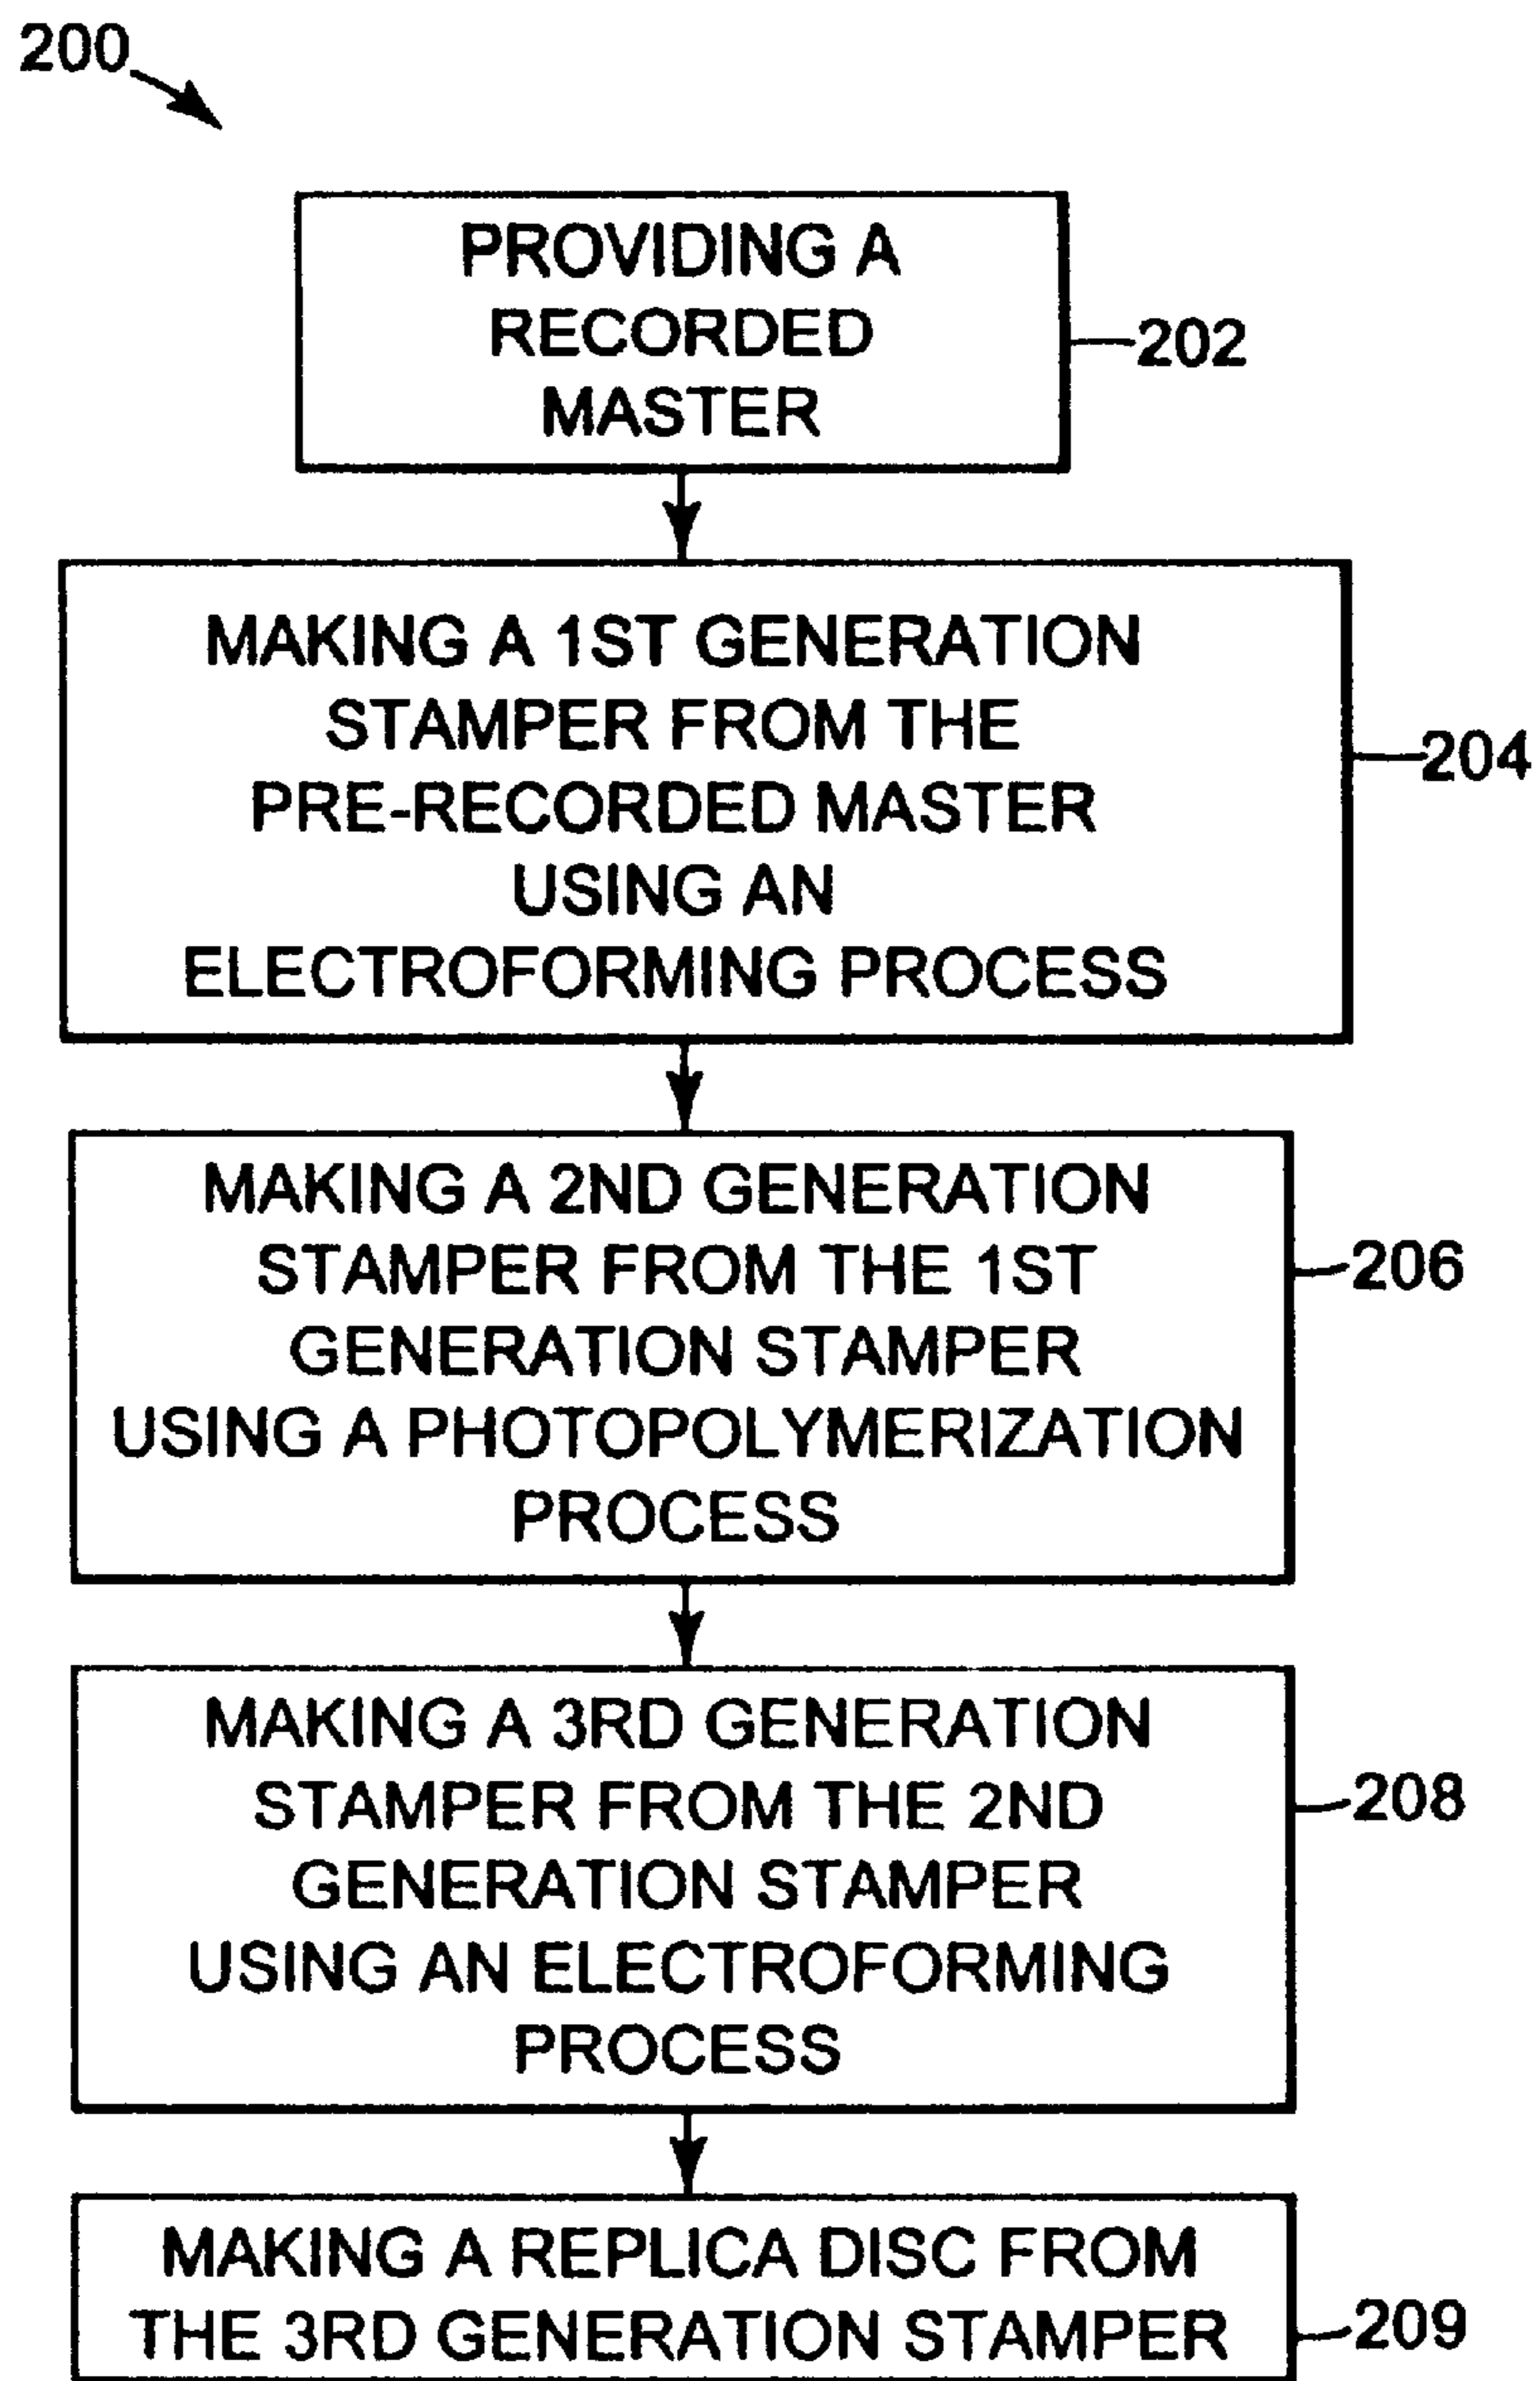 200
PROVIDING A
RECORDED
MASTER
202
MAKING A 1ST GENERATION
STAMPER FROM THE
PRE-RECORDED MASTER
USING AN
ELECTROFORMING PROCESS
204
MAKING A 2ND GENERATION
STAMPER FROM THE 1ST
GENERATION STAMPER
USING A PHOTOPOLYMERIZATION
PROCESS
206
MAKING A 3RD GENERATION
STAMPER FROM THE 2ND
GENERATION STAMPER
USING AN ELECTROFORMING
PROCESS
208
MAKING A REPLICA DISC FROM
THE 3RD GENERATION STAMPER
209